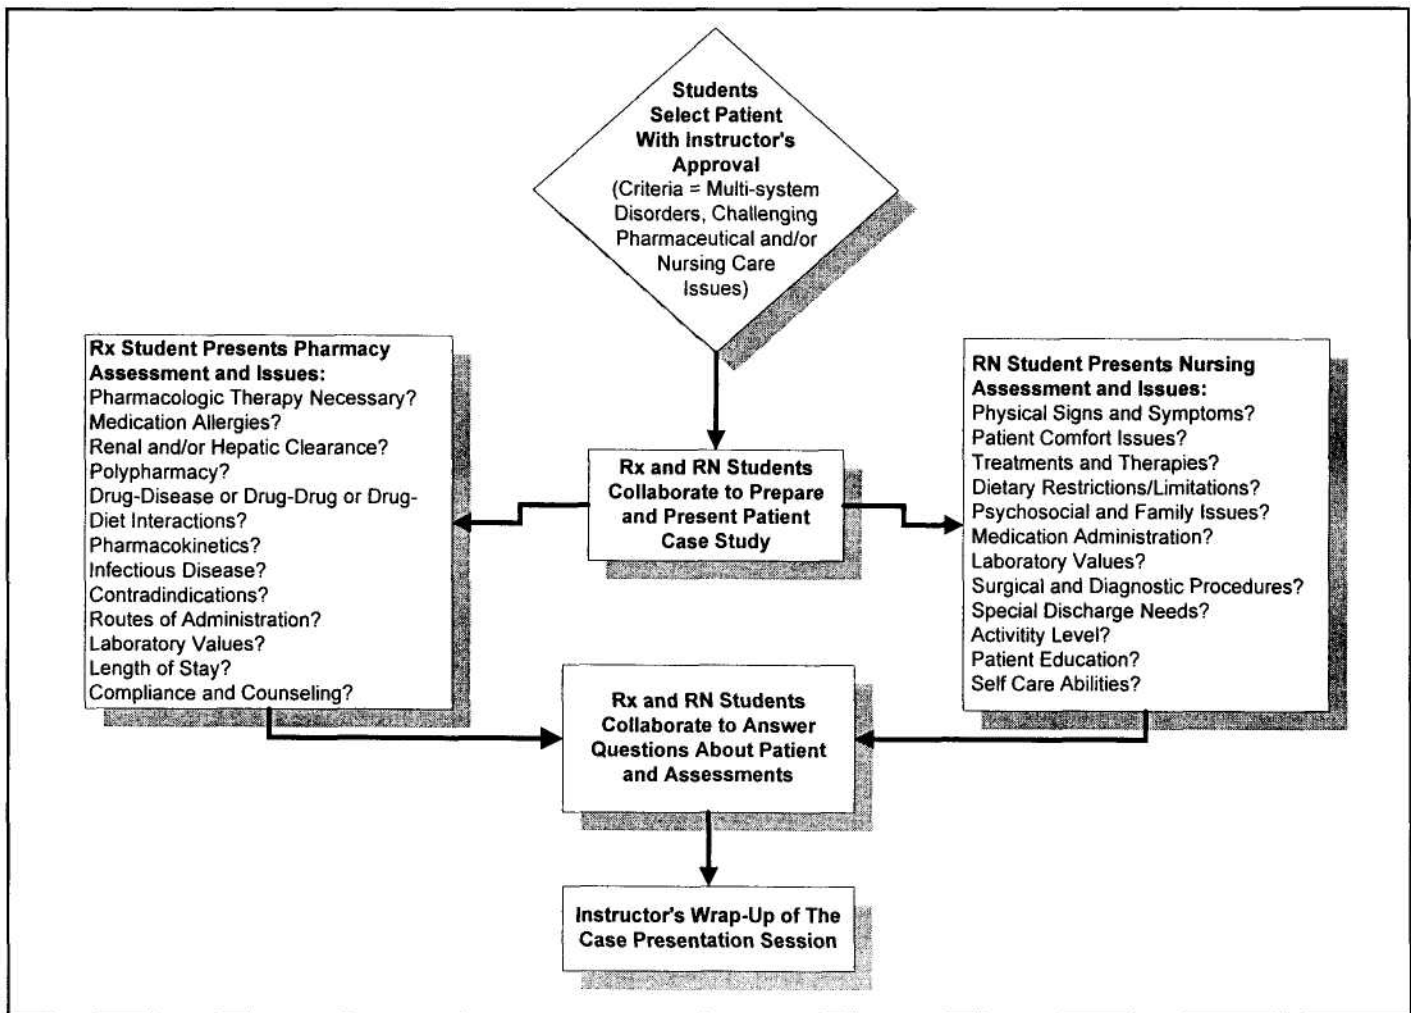 Students
Select Patient
With Instructor's
Approval
(Criteria = Multi-system
Disorders, Challenging
Pharmaceutical and/or
Nursing Care
Issues)
Rx Student Presents Pharmacy
Assessment and Issues:
Pharmacologic Therapy Necessary?
Medication Allergies?
Renal and/or Hepatic Clearance?
Polypharmacy?
Drug-Disease or Drug-Drug or Drug-
Diet Interactions?
Pharmacokinetics?
Infectious Disease?
Contradindications?
Routes of Administration?
Laboratory Values?
Length of Stay?
Compliance and Counseling?
Rx and RN Students
Collaborate to Prepare
and Present Patient
Case Study
RN Student Presents Nursing
Assessment and Issues:
Physical Signs and Symptoms?
Patient Comfort Issues?
Treatments and Therapies?
Dietary Restrictions/Limitations?
Psychosocial and Family Issues?
Medication Administration?
Laboratory Values?
Surgical and Diagnostic Procedures?
Special Discharge Needs?
Activitity Level?
Patient Education?
Self Care Abilities?
Rx and RN Students
Collaborate to Answer
Questions About Patient
and Assessments
Instructor's Wrap-Up of The
Case Presentation Session